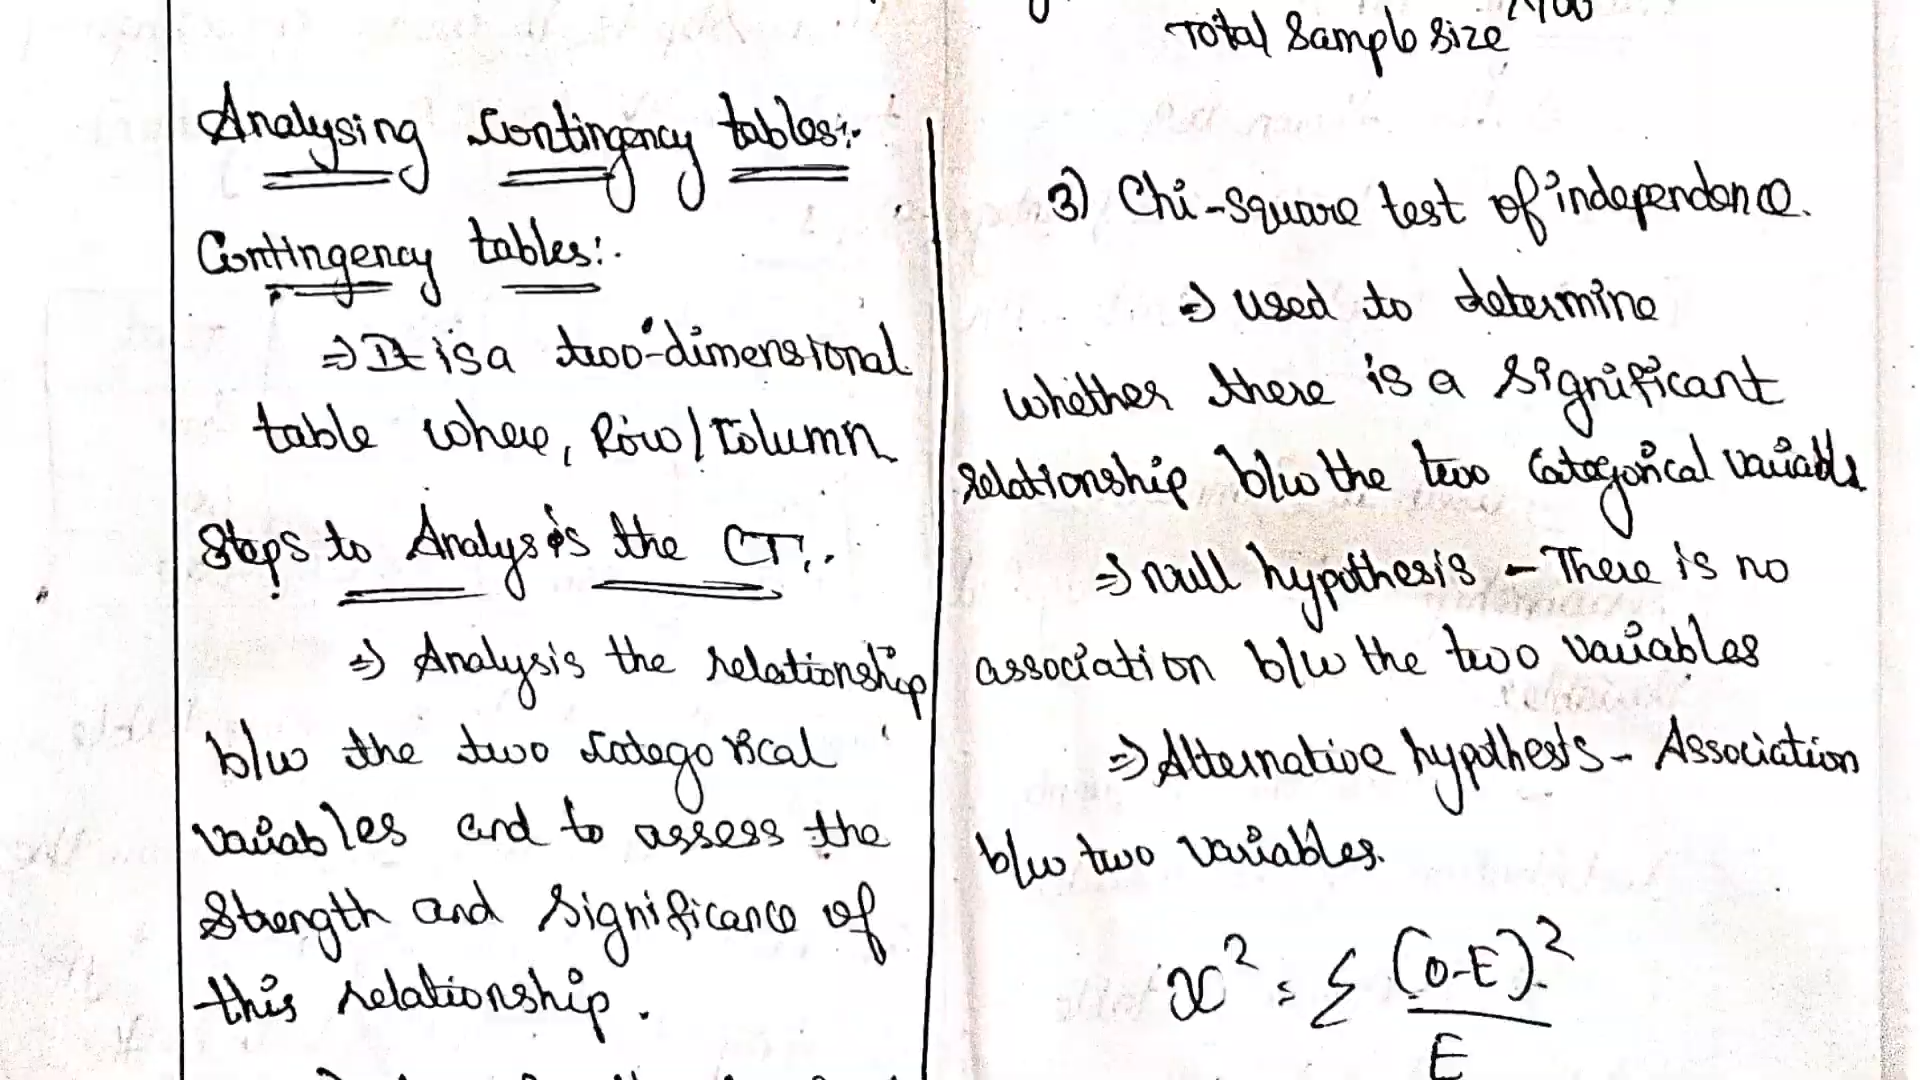 Analysing Contingency tables:-
Contingency tables:-
⇒ It is a two-dimensional
table where, Row/Column
Steps to Analysis the CT:-
⇒ Analysis the relationship
b/w the two categorical
variables and to assess the
Strength and Significance of
this relationship.
Total Sample Size
3) Chi-Square test of independence.
⇒ used to determine
whether there is a significant
relationship b/w the two Categorical variable
⇒ null hypothesis - There is no
association b/w the two variables
⇒ Alternative hypothesis - Association
b/w two variables.
x² = Σ (O-E)²
E